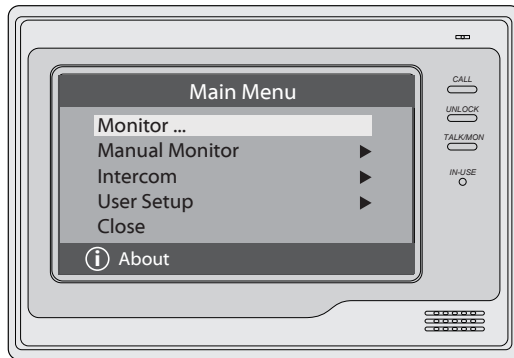 Main Menu
Monitor ...
Manual Monitor
Intercom
User Setup
Close
i About
CALL
UNLOCK
TALK/MON
IN-USE